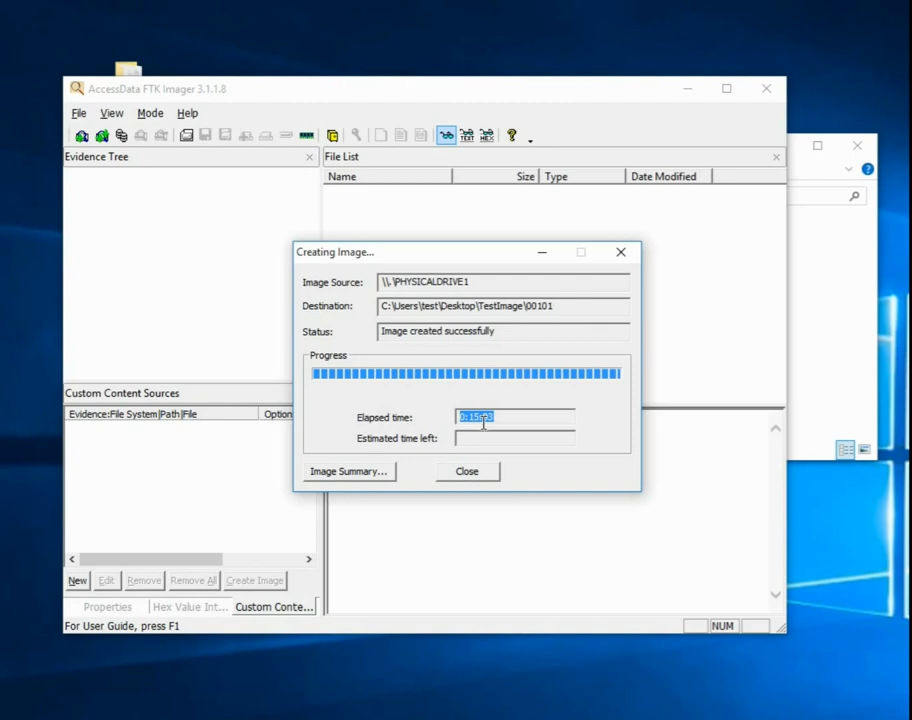 AccessData FTK Imager 3.1.1.8
File View Mode Help
Evidence Tree
File List
Name Size Type Date Modified
Creating Image...
Image Source: \\.\PHYSICALDRIVE1
Destination: C:\Users\test\Desktop\TestImage\00101
Status: Image created successfully
Progress
Elapsed time:
Estimated time left:
Image Summary... Close
Custom Content Sources
Evidence:File System|Path|File Option
New Edit Remove Remove All Create Image
Properties Hex Value Int... Custom Conte...
For User Guide, press F1 NUM